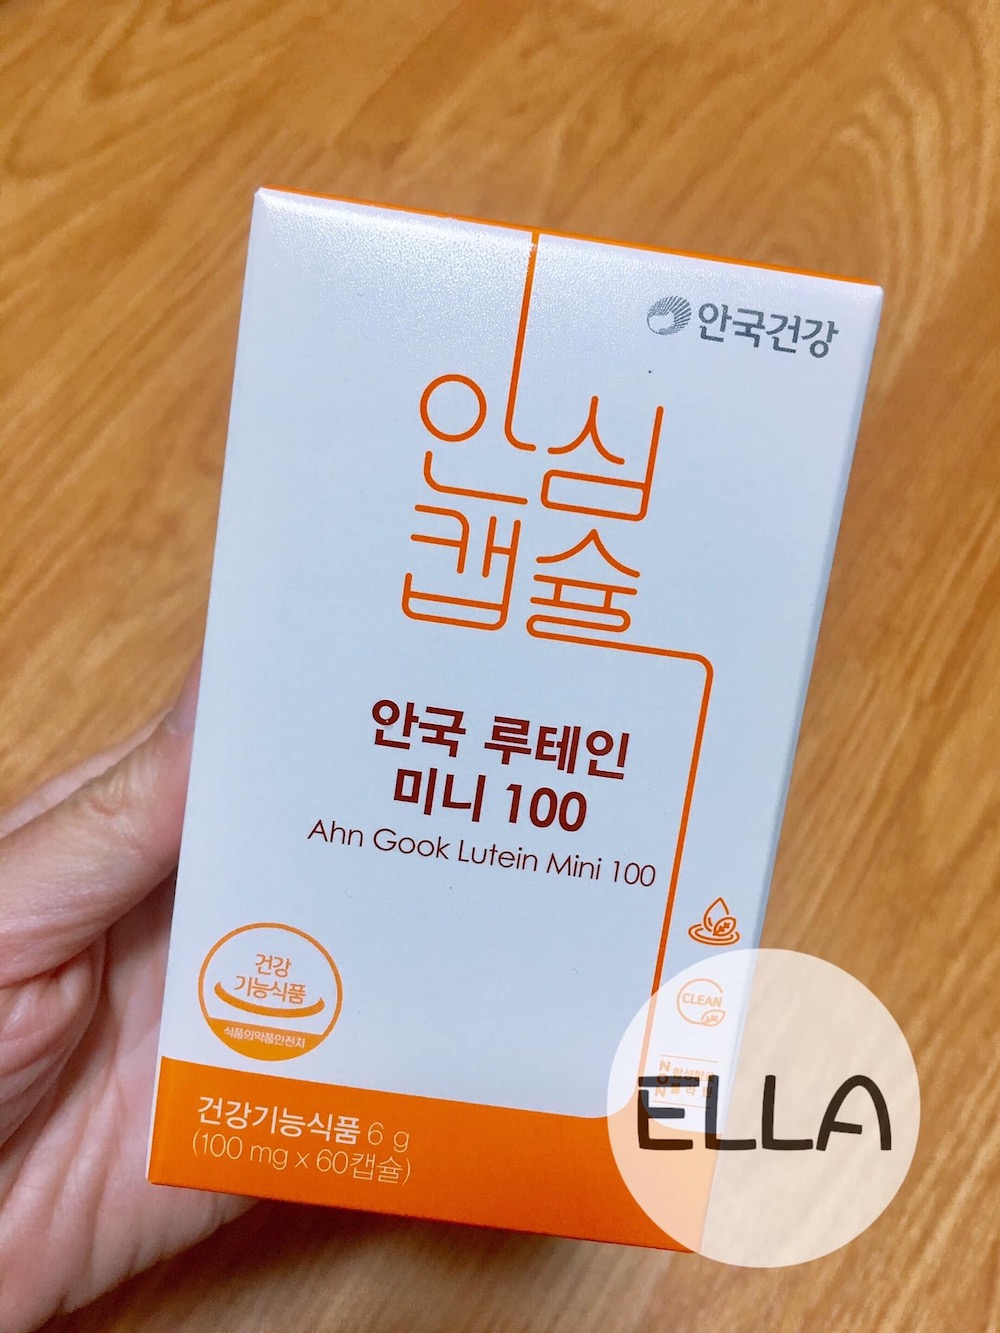 안국건강
안심
캡슐
안국 루테인
미니 100
Ahn Gook Lutein Mini 100
건강
기능식품
식품의약품안전처
CLEAN
NON
건강기능식품 6 g
(100 mg x 60캡슐)
ELLA